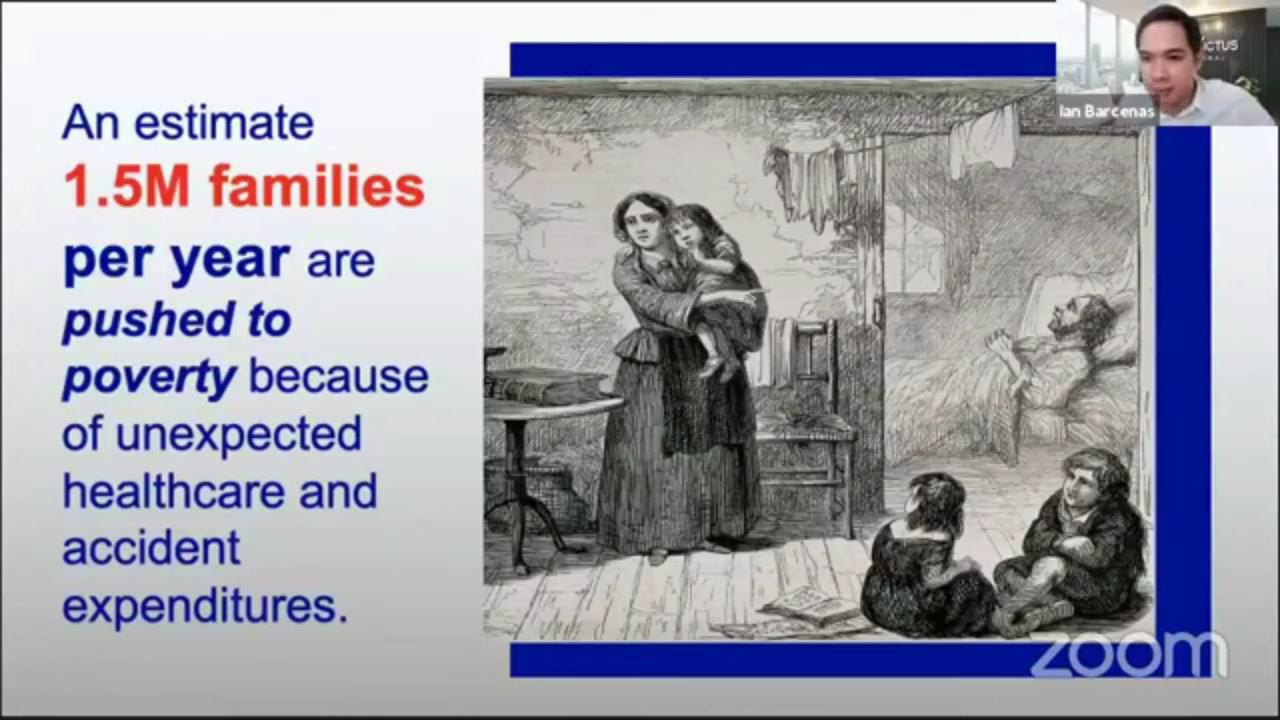 An estimate
1.5M families
per year are
pushed to
poverty because
of unexpected
healthcare and
accident
expenditures.
Ian Barcenas
zoom